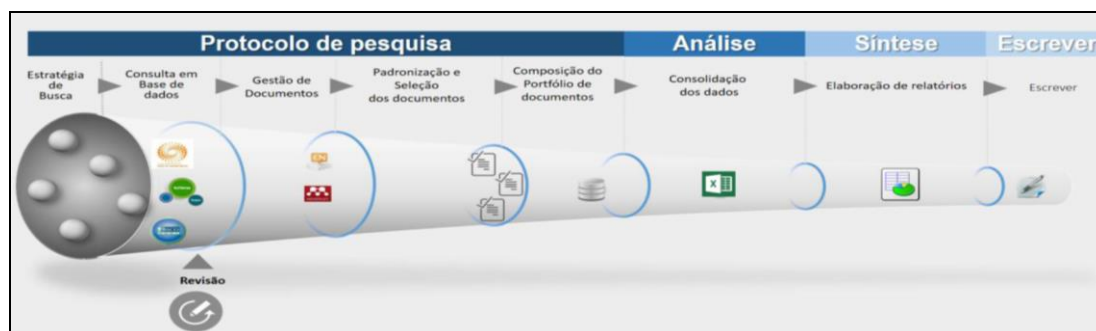 Protocolo de pesquisa
Análise
Síntese
Escrever
Estratégia
de
Busca
Consulta em
Base de
dados
Gestão de
Documentos
Padronização e
Seleção
dos documentos
Composição do
Portfólio de
documentos
Consolidação
dos dados
Elaboração de relatórios
Escrever
EN
X
Revisão